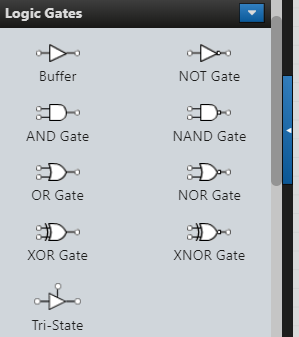 Logic Gates
Buffer NOT Gate
AND Gate NAND Gate
OR Gate NOR Gate
XOR Gate XNOR Gate
Tri-State